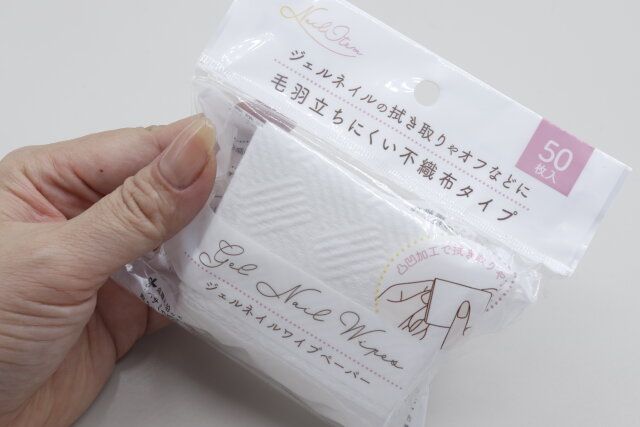 Nail Item
ジェルネイルの拭き取りやオフなどに
毛羽立ちにくい不織布タイプ
50
枚入
凸凹加工で拭き取りや
Gel Nail Wipes
ジェルネイルワイプペーパー